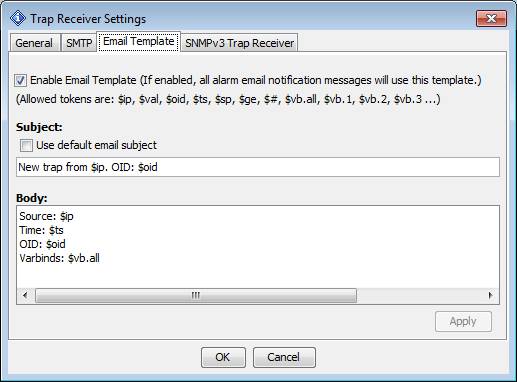 Trap Receiver Settings
General SMTP Email Template SNMPv3 Trap Receiver
Enable Email Template (If enabled, all alarm email notification messages will use this template.)
(Allowed tokens are: $ip, $val, $oid, $ts, $sp, $ge, $#, $vb.all, $vb.1, $vb.2, $vb.3 ...)
Subject:
Use default email subject
New trap from $ip. OID: $oid
Body:
Source: $ip
Time: $ts
OID: $oid
Varbinds: $vb.all
Apply
OK Cancel